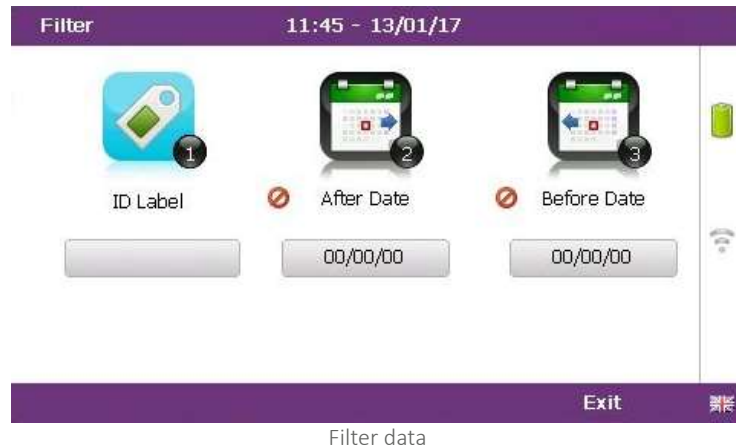 Filter 11:45 - 13/01/17
1 2 3
ID Label After Date Before Date
00/00/00 00/00/00
Exit
Filter data